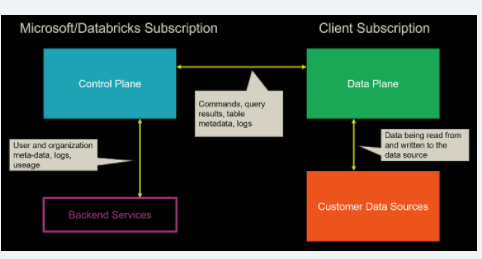 Microsoft/Databricks Subscription
Client Subscription
Control Plane
Data Plane
Commands, query
results, table
metadata, logs
User and organization
meta-data, logs,
useage
Data being read from
and written to the
data source
Backend Services
Customer Data Sources